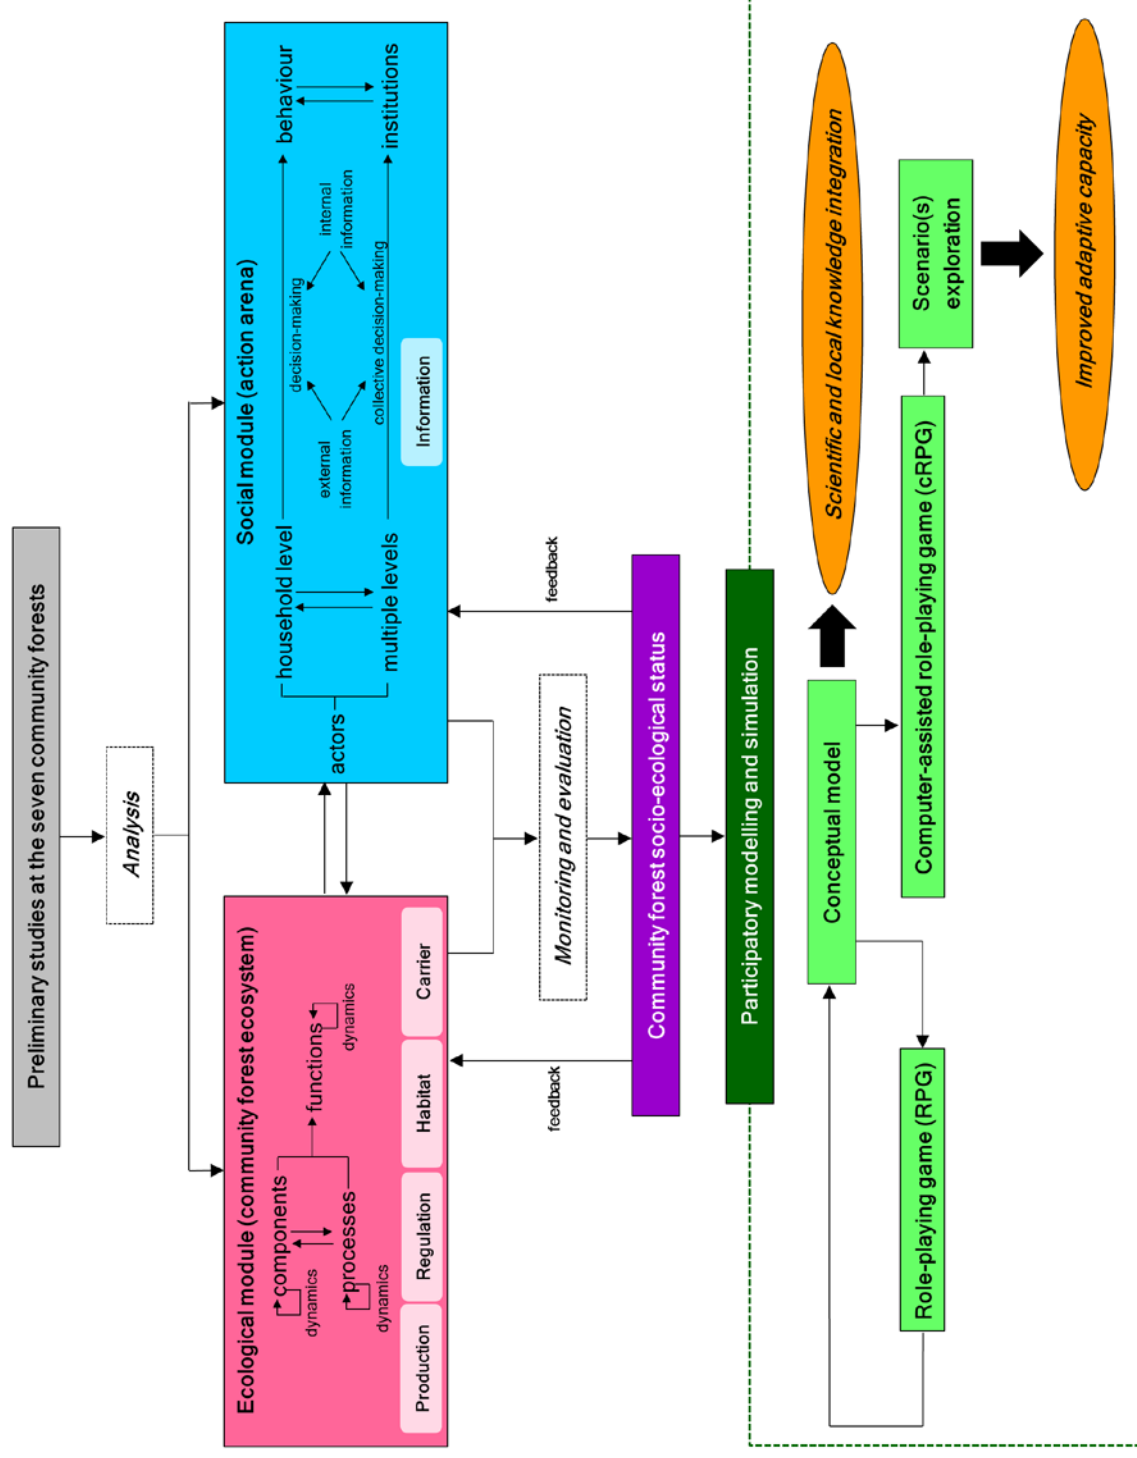 Preliminary studies at the seven community forests
Analysis
Ecological module (community forest ecosystem)
components
dynamics
processes
dynamics
functions
dynamics
Production
Regulation
Habitat
Carrier
Social module (action arena)
actors
household level
multiple levels
decision-making
external
information
internal
information
collective decision-making
behaviour
institutions
Information
Monitoring and evaluation
feedback
feedback
Community forest socio-ecological status
Participatory modelling and simulation
Conceptual model
Scientific and local knowledge integration
Role-playing game (RPG)
Computer-assisted role-playing game (cRPG)
Scenario(s)
exploration
Improved adaptive capacity